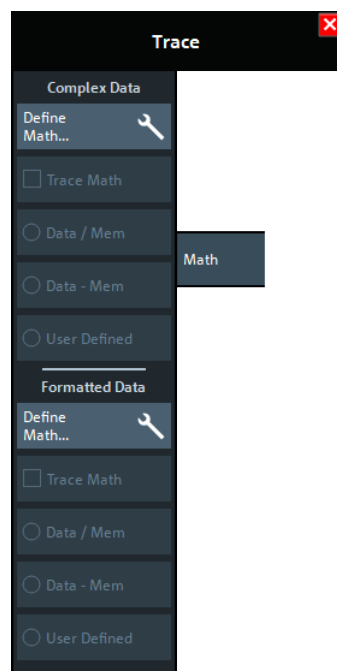 Trace
Complex Data
Define
Math...
Trace Math
Data / Mem
Data - Mem
User Defined
Formatted Data
Define
Math...
Trace Math
Data / Mem
Data - Mem
User Defined
Math